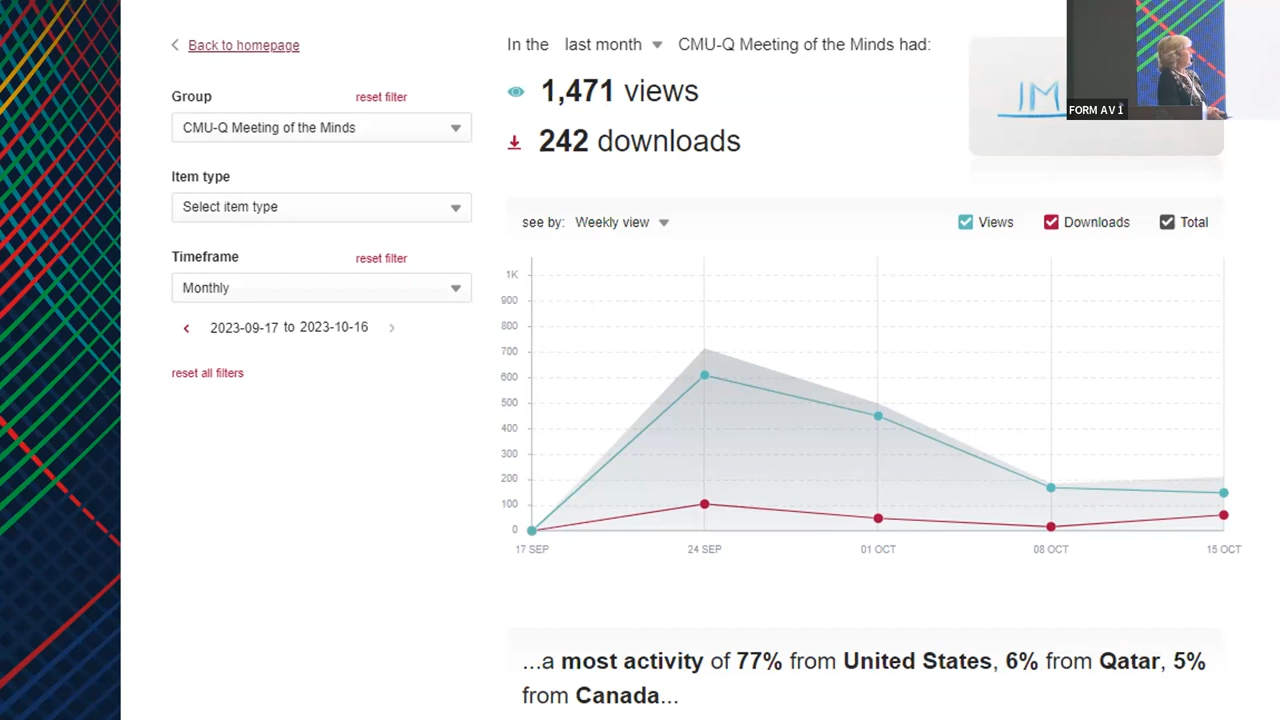 Back to homepage
Group
reset filter
CMU-Q Meeting of the Minds
Item type
Select item type
Timeframe
reset filter
Monthly
2023-09-17 to 2023-10-16
reset all filters
In the last month CMU-Q Meeting of the Minds had:
1,471 views
242 downloads
FORM AV 1
see by: Weekly view
Views
Downloads
Total
1K
900
800
700
600
500
400
300
200
100
0
17 SEP
24 SEP
01 OCT
08 OCT
15 OCT
...a most activity of 77% from United States, 6% from Qatar, 5%
from Canada...